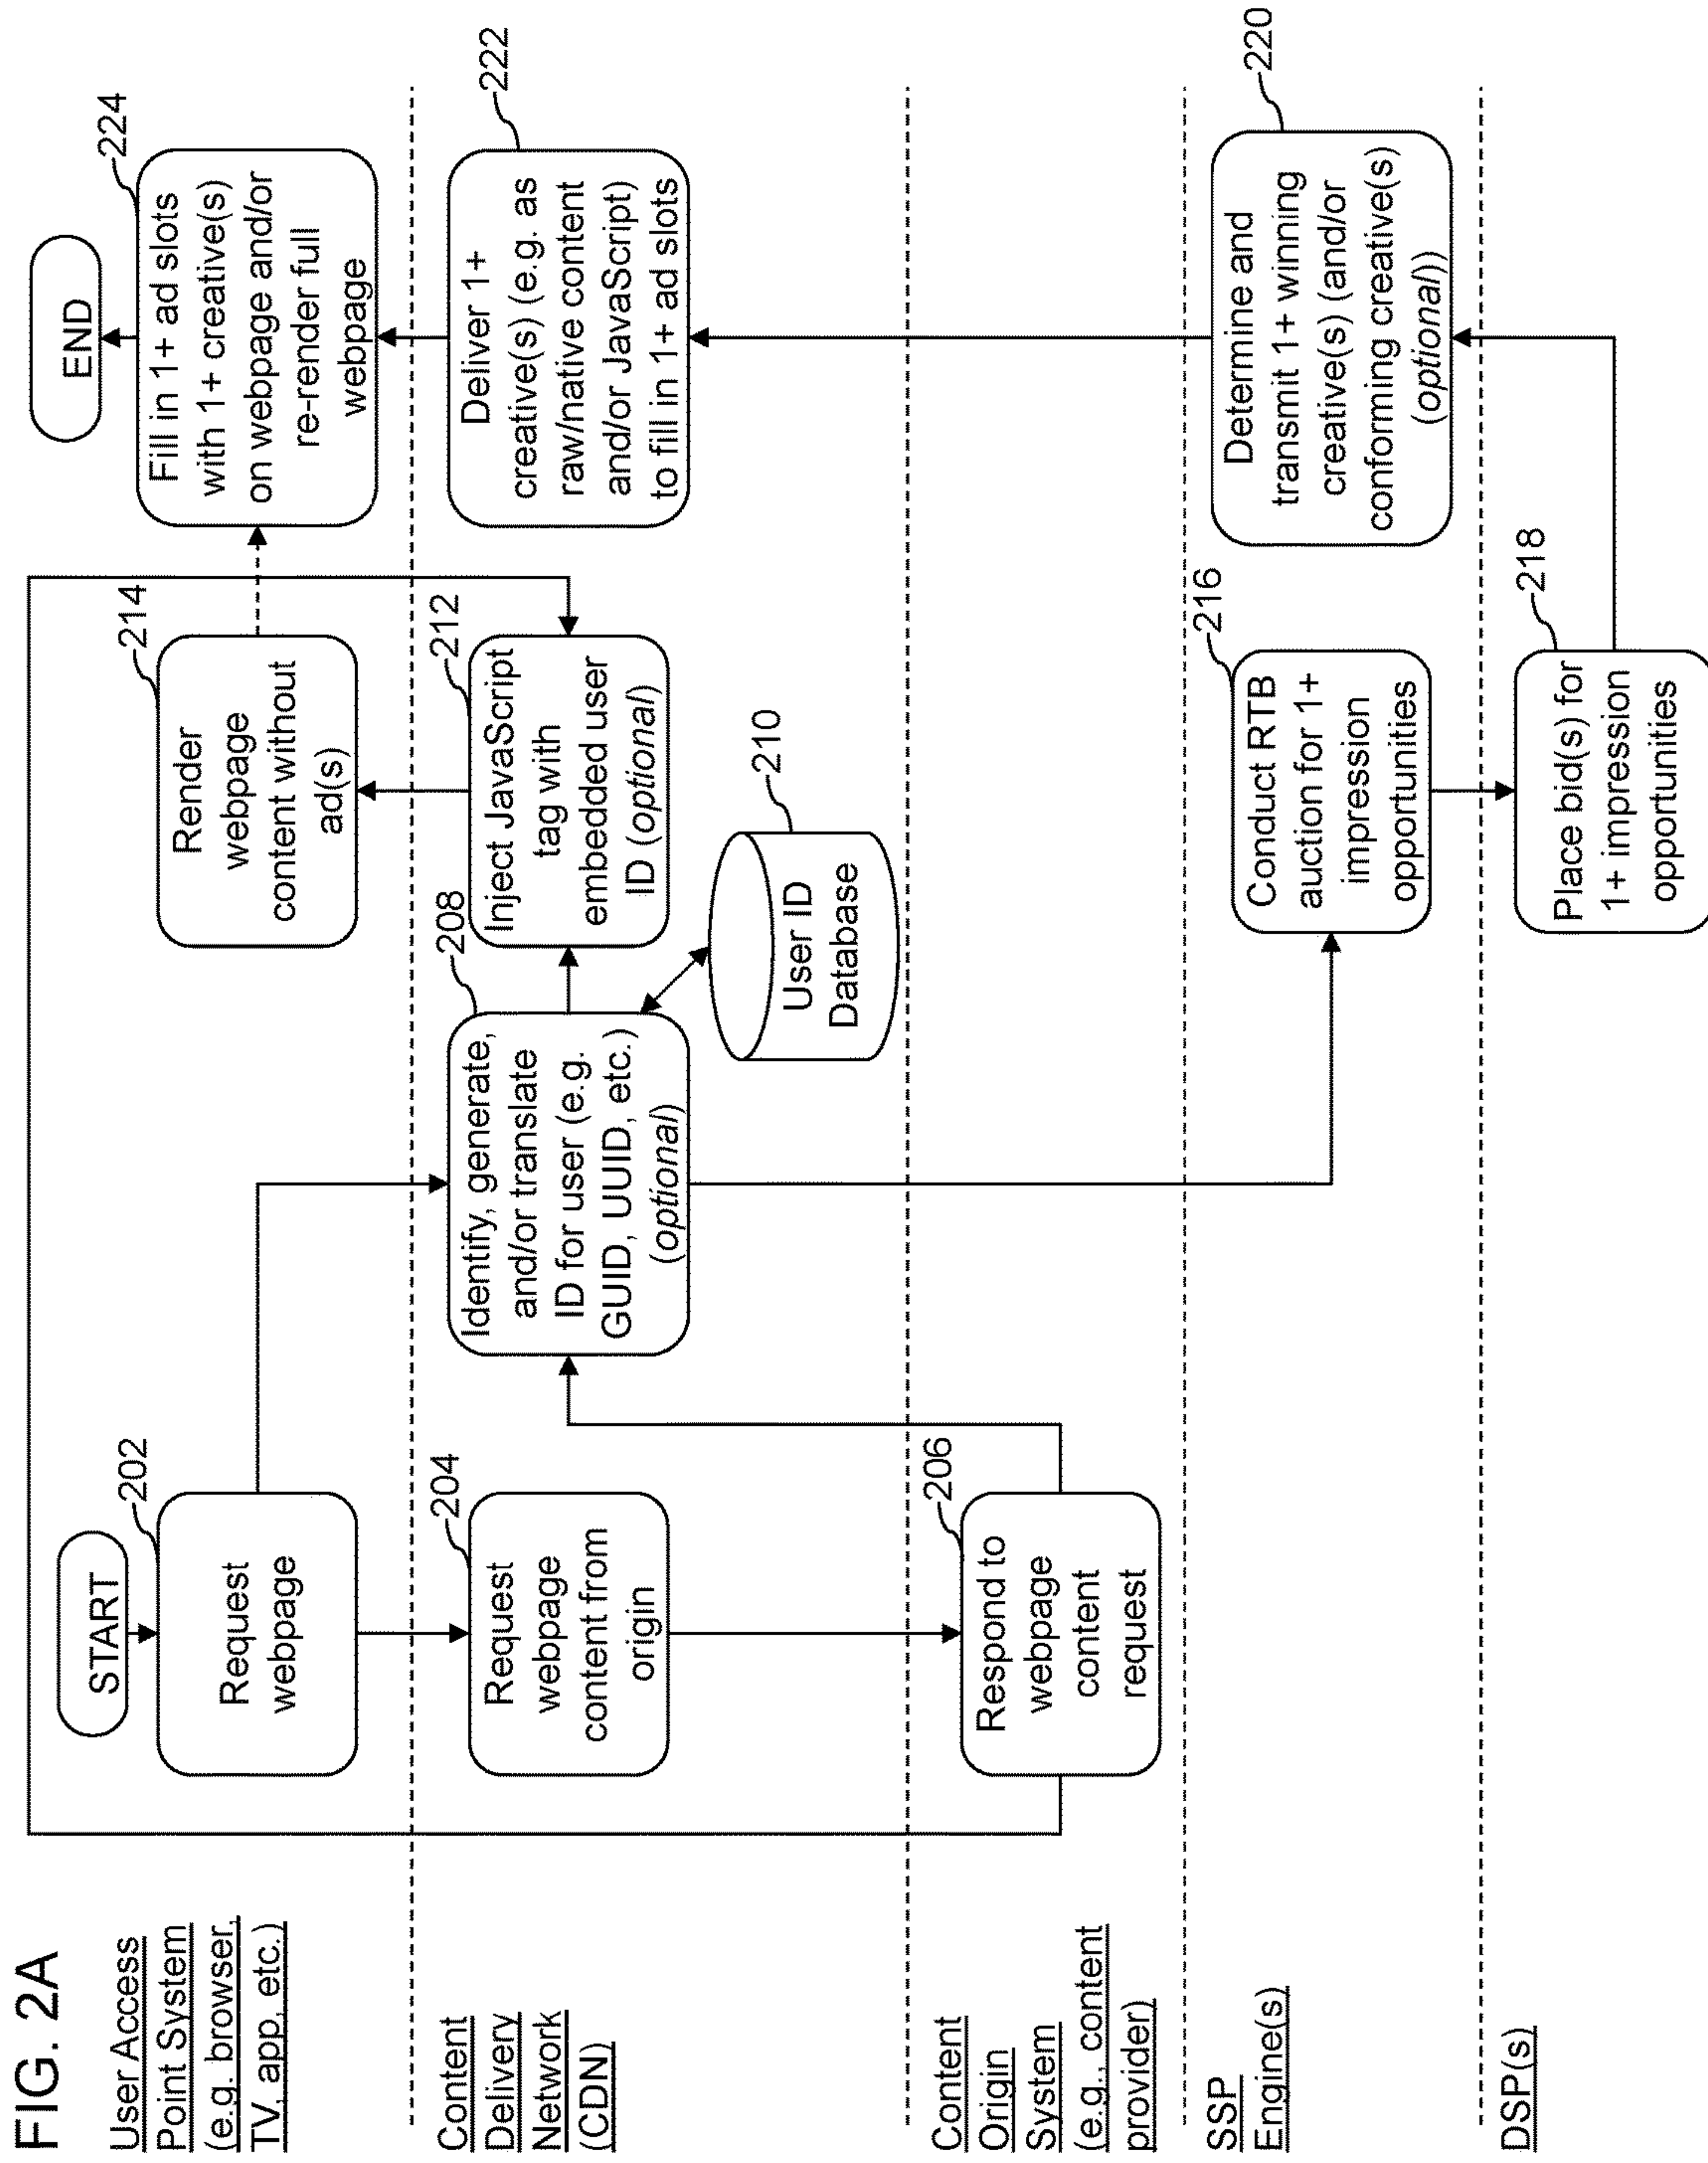 FIG. 2A
User Access
Point System
(e.g. browser,
TV, app, etc.)
START
202
Request
webpage
214
Render
webpage
content without
ad(s)
END
224
Fill in 1+ ad slots
with 1+ creative(s)
on webpage and/or
re-render full
webpage
Content
Delivery
Network
(CDN)
204
Request
webpage
content from
origin
208
Identify, generate,
and/or translate
ID for user (e.g.
GUID, UUID, etc.)
(optional)
212
Inject JavaScript
tag with
embedded user
ID (optional)
210
User ID
Database
222
Deliver 1+
creative(s) (e.g. as
raw/native content
and/or JavaScript)
to fill in 1+ ad slots
Content
Origin
System
(e.g., content
provider)
206
Respond to
webpage
content
request
SSP
Engine(s)
216
Conduct RTB
auction for 1+
impression
opportunities
220
Determine and
transmit 1+ winning
creative(s) (and/or
conforming creative(s)
(optional))
DSP(s)
218
Place bid(s) for
1+ impression
opportunities